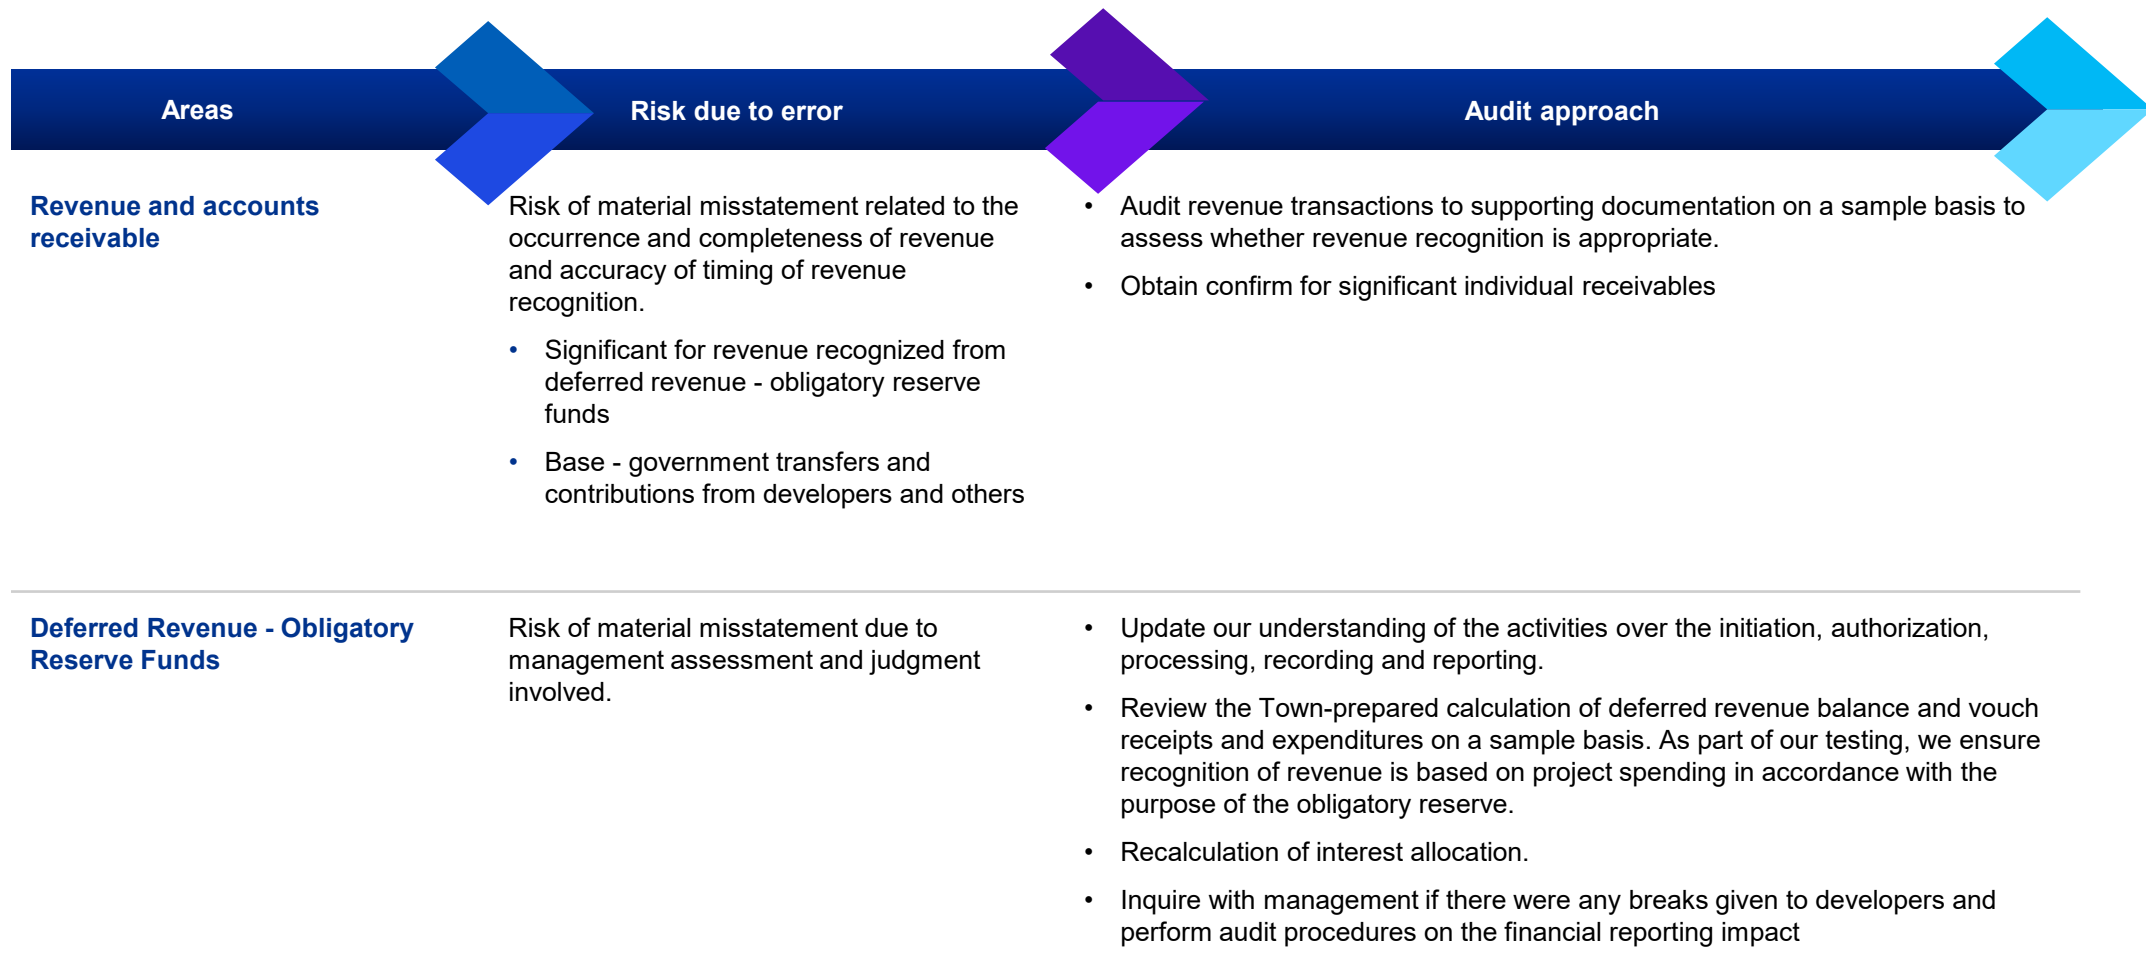 Areas
Risk due to error
Audit approach
Revenue and accounts
receivable
Risk of material misstatement related to the
occurrence and completeness of revenue
and accuracy of timing of revenue
recognition.
• Significant for revenue recognized from
deferred revenue - obligatory reserve
funds
• Base - government transfers and
contributions from developers and others
• Audit revenue transactions to supporting documentation on a sample basis to
assess whether revenue recognition is appropriate.
• Obtain confirm for significant individual receivables
Deferred Revenue - Obligatory
Reserve Funds
Risk of material misstatement due to
management assessment and judgment
involved.
• Update our understanding of the activities over the initiation, authorization,
processing, recording and reporting.
• Review the Town-prepared calculation of deferred revenue balance and vouch
receipts and expenditures on a sample basis. As part of our testing, we ensure
recognition of revenue is based on project spending in accordance with the
purpose of the obligatory reserve.
• Recalculation of interest allocation.
• Inquire with management if there were any breaks given to developers and
perform audit procedures on the financial reporting impact